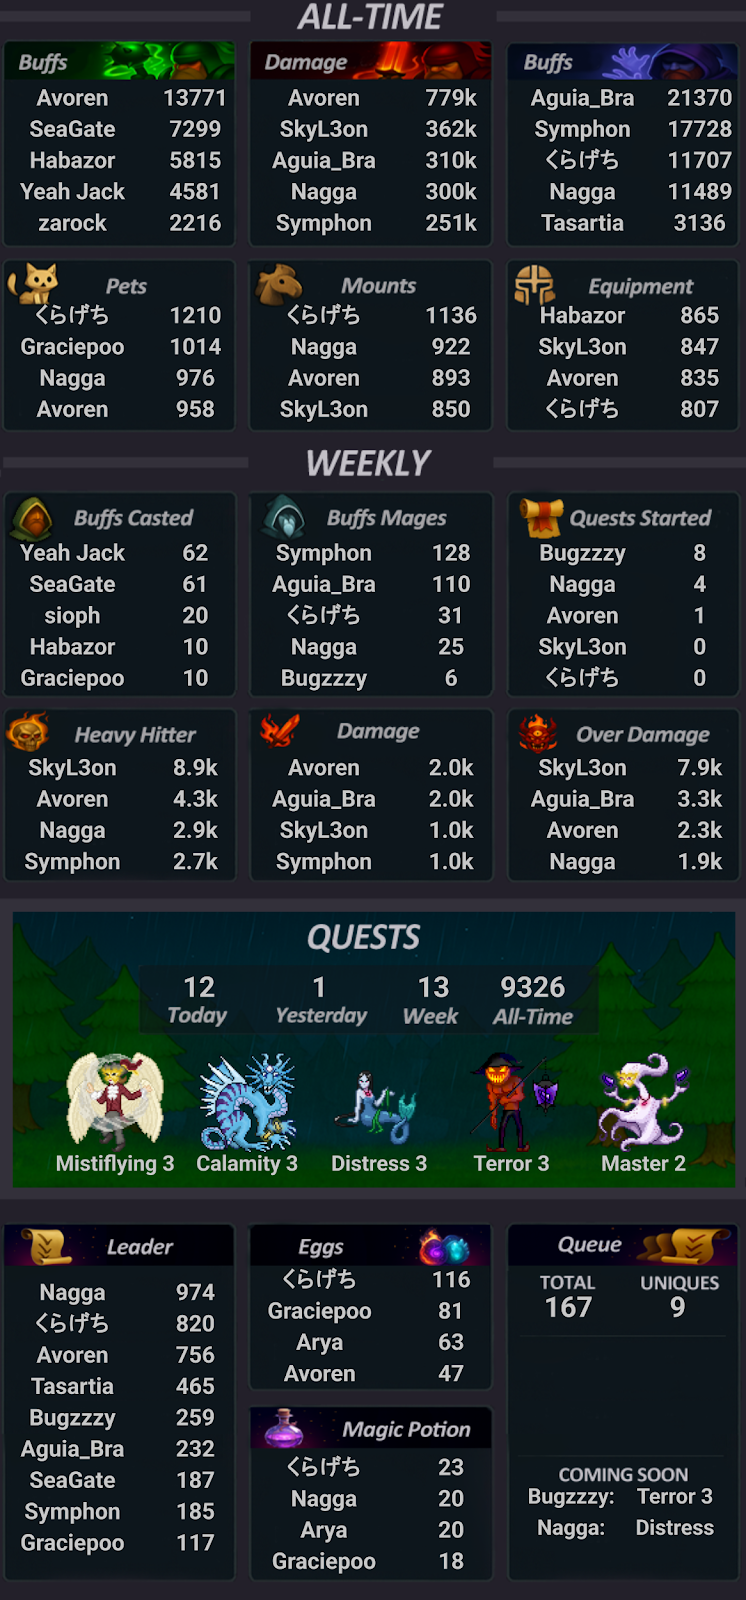 ALL-TIME
Buffs
Avoren 13771
SeaGate 7299
Habazor 5815
Yeah Jack 4581
zarock 2216
Damage
Avoren 779k
SkyL3on 362k
Aguia_Bra 310k
Nagga 300k
Symphon 251k
Buffs
Aguia_Bra 21370
Symphon 17728
くらげち 11707
Nagga 11489
Tasartia 3136
Pets
くらげち 1210
Graciepoo 1014
Nagga 976
Avoren 958
Mounts
くらげち 1136
Nagga 922
Avoren 893
SkyL3on 850
Equipment
Habazor 865
SkyL3on 847
Avoren 835
くらげち 807
WEEKLY
Buffs Casted
Yeah Jack 62
SeaGate 61
sioph 20
Habazor 10
Graciepoo 10
Buffs Mages
Symphon 128
Aguia_Bra 110
くらげち 31
Nagga 25
Bugzzzy 6
Quests Started
Bugzzzy 8
Nagga 4
Avoren 1
SkyL3on 0
くらげち 0
Heavy Hitter
SkyL3on 8.9k
Avoren 4.3k
Nagga 2.9k
Symphon 2.7k
Damage
Avoren 2.0k
Aguia_Bra 2.0k
SkyL3on 1.0k
Symphon 1.0k
Over Damage
SkyL3on 7.9k
Aguia_Bra 3.3k
Avoren 2.3k
Nagga 1.9k
QUESTS
12 1 13 9326
Today Yesterday Week All-Time
Mistiflying 3 Calamity 3 Distress 3 Terror 3 Master 2
Leader
Nagga 974
くらげち 820
Avoren 756
Tasartia 465
Bugzzzy 259
Aguia_Bra 232
SeaGate 187
Symphon 185
Graciepoo 117
Eggs
くらげち 116
Graciepoo 81
Arya 63
Avoren 47
Magic Potion
くらげち 23
Nagga 20
Arya 20
Graciepoo 18
Queue
TOTAL UNIQUES
167 9
COMING SOON
Bugzzzy: Terror 3
Nagga: Distress